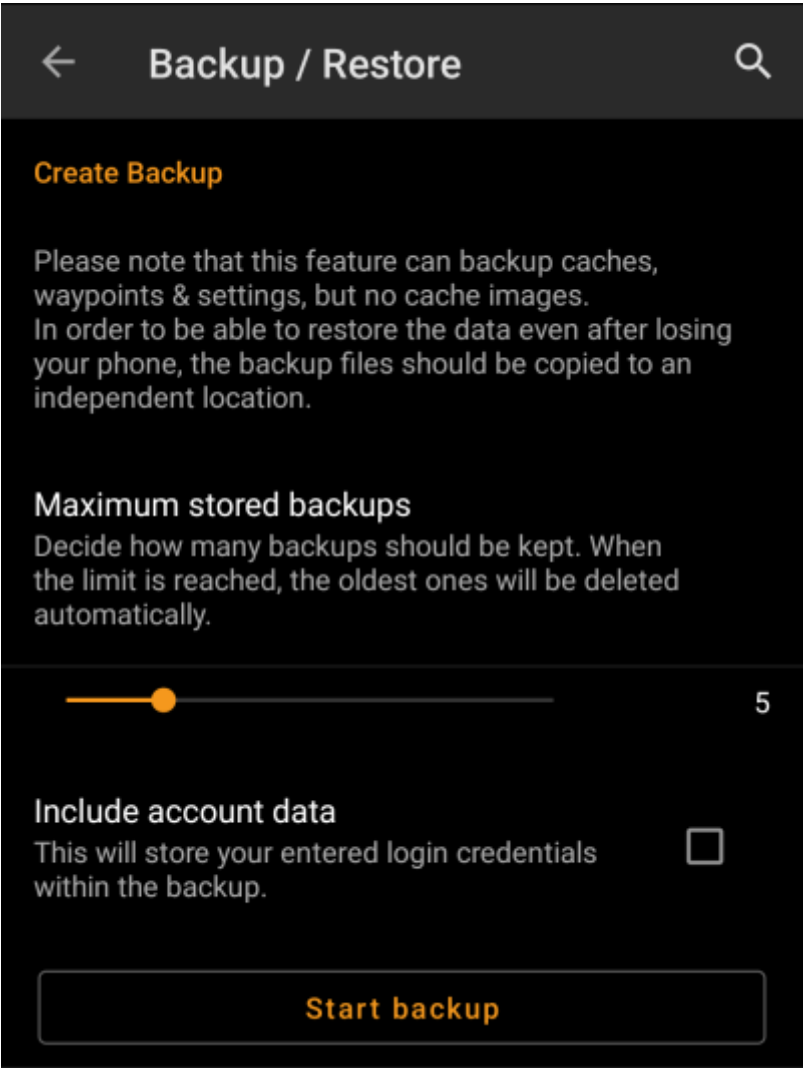 Backup / Restore
Create Backup
Please note that this feature can backup caches,
waypoints & settings, but no cache images.
In order to be able to restore the data even after losing
your phone, the backup files should be copied to an
independent location.
Maximum stored backups
Decide how many backups should be kept. When
the limit is reached, the oldest ones will be deleted
automatically.
5
Include account data
This will store your entered login credentials
within the backup.
Start backup